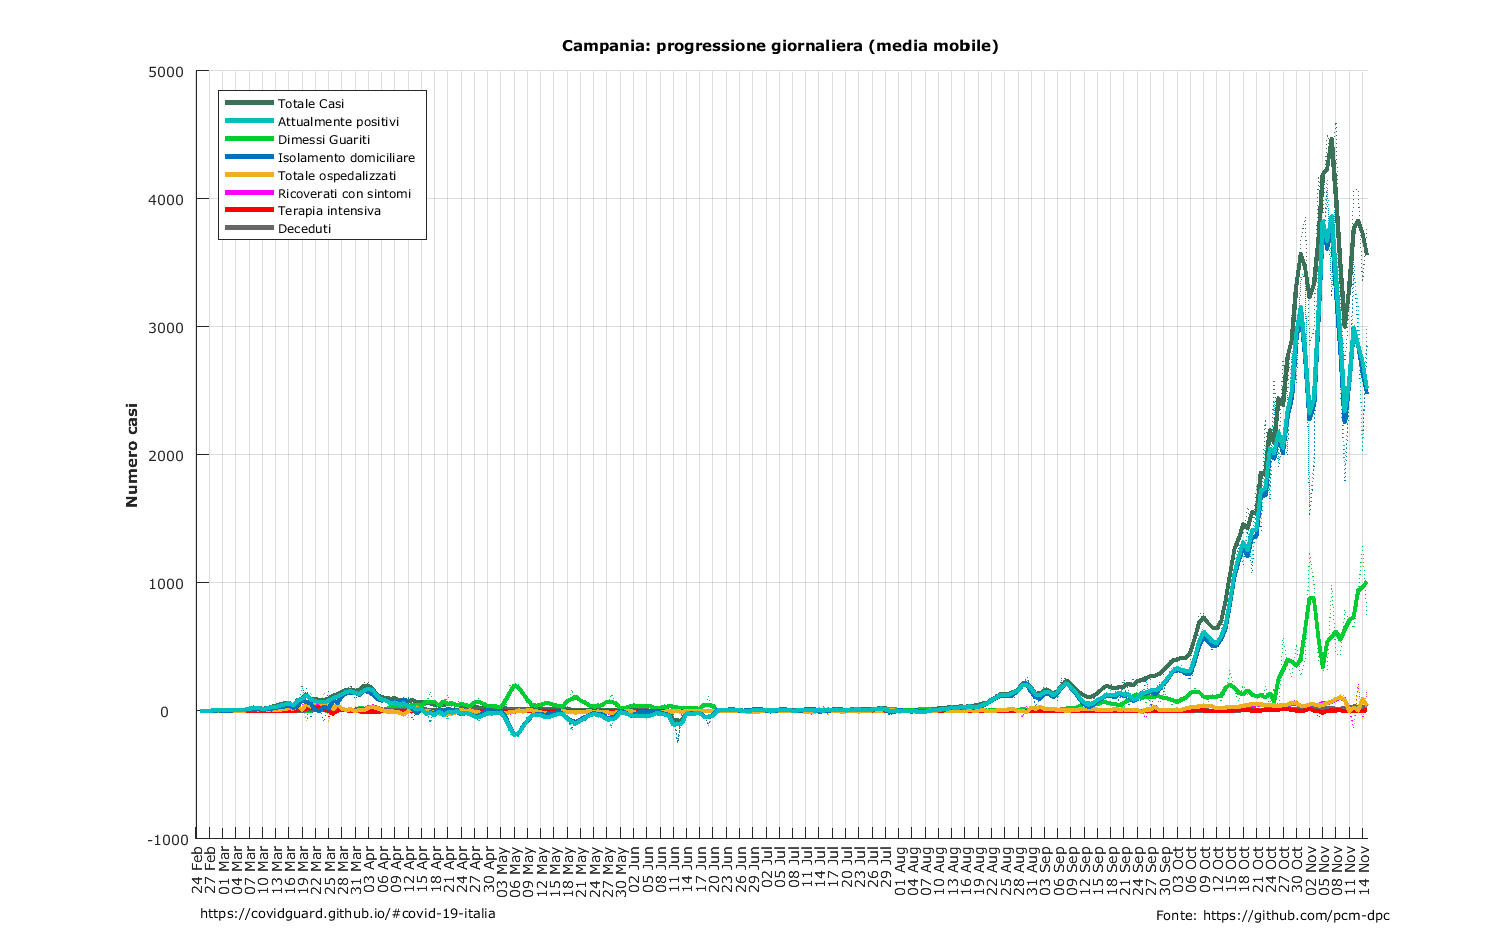 Campania: progressione giornaliera (media mobile)
5000
4000
3000
2000
1000
0
-1000
Numero casi
Totale Casi
Attualmente positivi
Dimessi Guariti
Isolamento domiciliare
Totale ospedalizzati
Ricoverati con sintomi
Terapia intensiva
Deceduti
24 Feb
27 Feb
01 Mar
04 Mar
07 Mar
10 Mar
13 Mar
16 Mar
19 Mar
22 Mar
25 Mar
28 Mar
31 Mar
03 Apr
06 Apr
09 Apr
12 Apr
15 Apr
18 Apr
21 Apr
24 Apr
27 Apr
30 Apr
03 May
06 May
09 May
12 May
15 May
18 May
21 May
24 May
27 May
30 May
02 Jun
05 Jun
08 Jun
11 Jun
14 Jun
17 Jun
20 Jun
23 Jun
26 Jun
29 Jun
02 Jul
05 Jul
08 Jul
11 Jul
14 Jul
17 Jul
20 Jul
23 Jul
26 Jul
29 Jul
01 Aug
04 Aug
07 Aug
10 Aug
13 Aug
16 Aug
19 Aug
22 Aug
25 Aug
28 Aug
31 Aug
03 Sep
06 Sep
09 Sep
12 Sep
15 Sep
18 Sep
21 Sep
24 Sep
27 Sep
30 Sep
03 Oct
06 Oct
09 Oct
12 Oct
15 Oct
18 Oct
21 Oct
24 Oct
27 Oct
30 Oct
02 Nov
05 Nov
08 Nov
11 Nov
14 Nov
https://covidguard.github.io/#covid-19-italia
Fonte: https://github.com/pcm-dpc